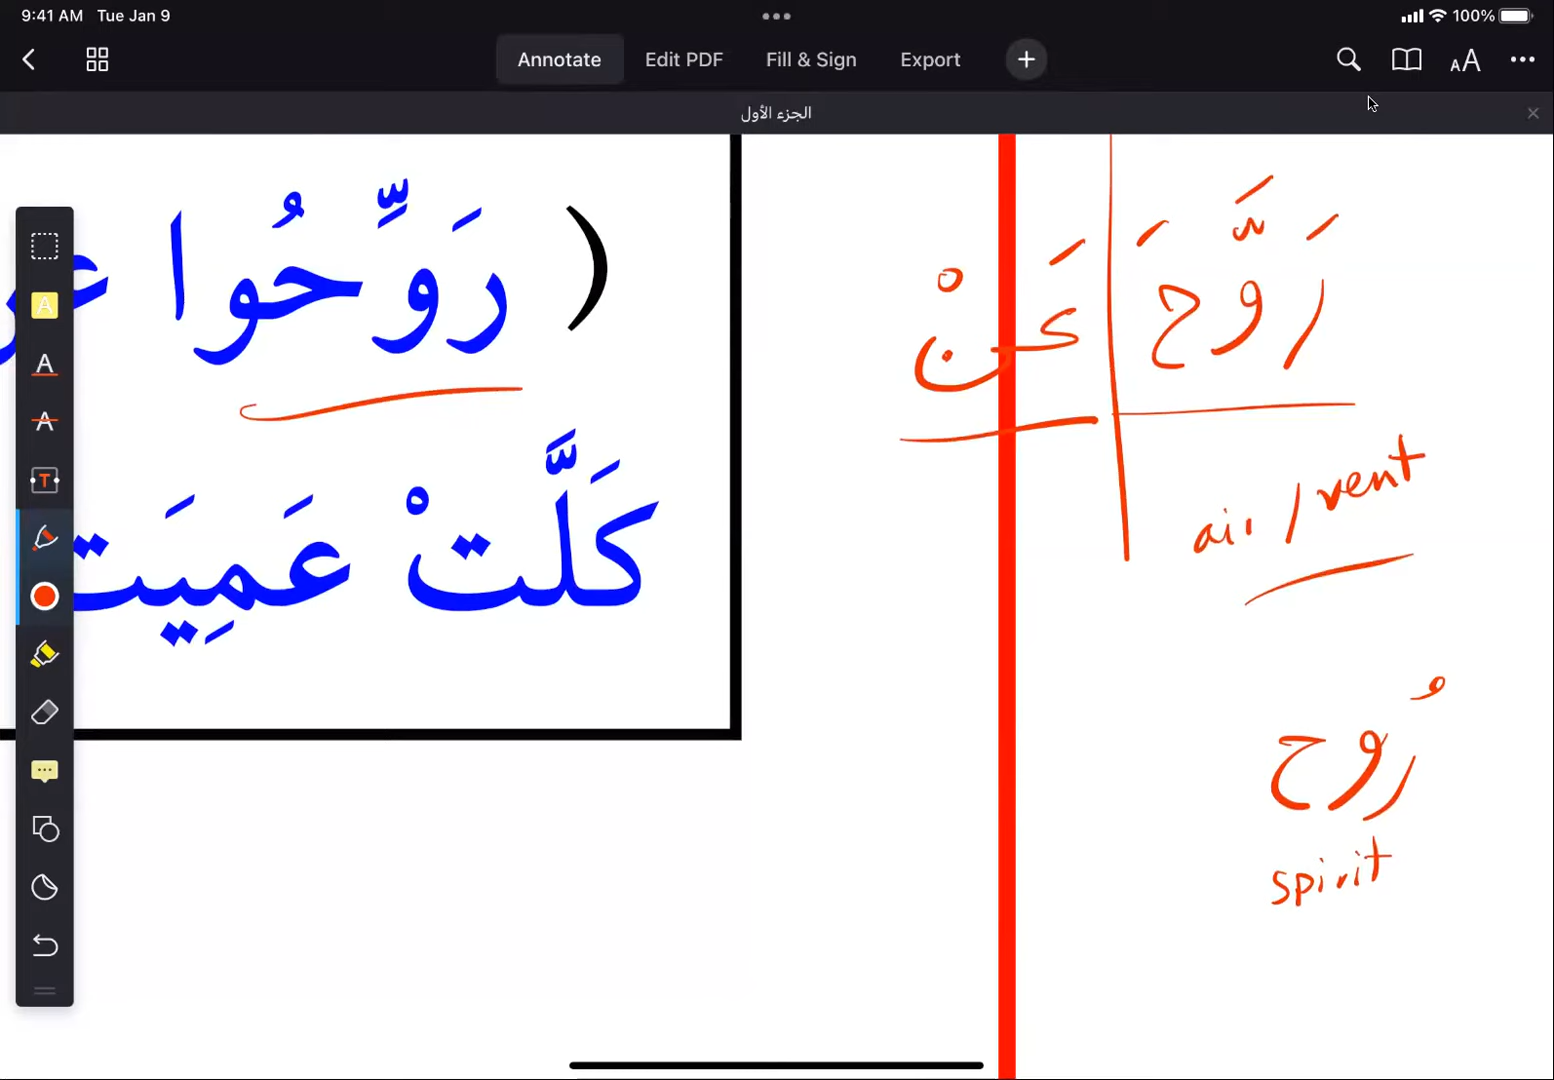 9:41 AM Tue Jan 9
100%
Annotate
Edit PDF
Fill & Sign
Export
AA
الجزء الأول
( رَوِّحُوا
كَلَّتْ عَمِيَت
رَوَّحَ عَنْ
air / vent
رُوح
spirit